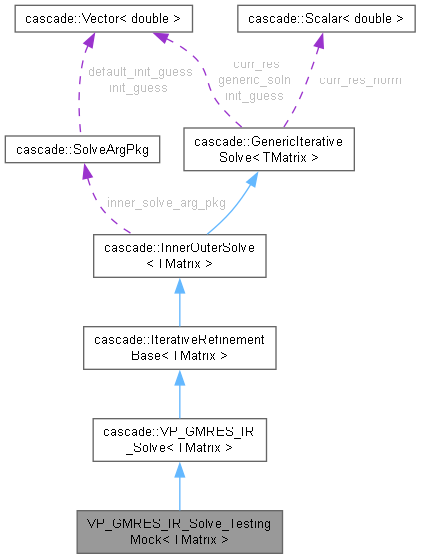 cascade::Vector< double >
cascade::Scalar< double >
default_init_guess
init_guess
curr_res
generic_soln
init_guess
curr_res_norm
cascade::SolveArgPkg
cascade::GenericIterative
Solve< TMatrix >
inner_solve_arg_pkg
cascade::InnerOuterSolve
< TMatrix >
cascade::IterativeRefinement
Base< TMatrix >
cascade::VP_GMRES_IR
_Solve< TMatrix >
VP_GMRES_IR_Solve_Testing
Mock< TMatrix >